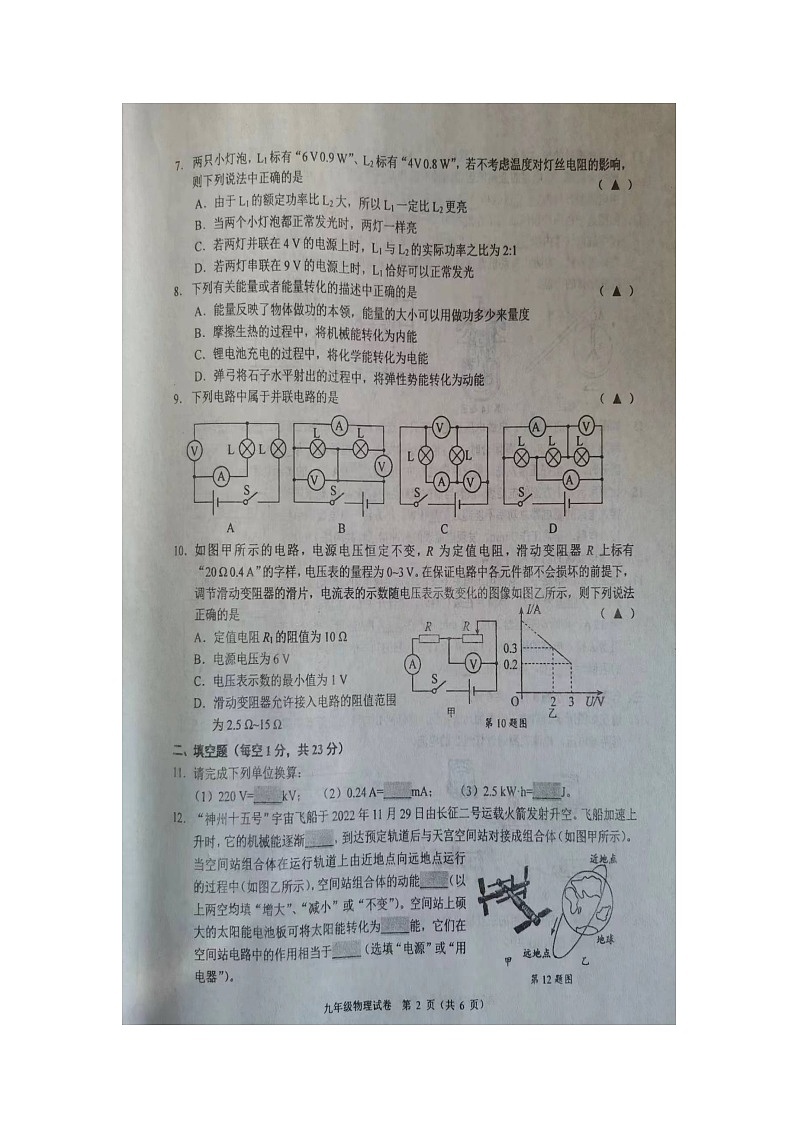 7. 两只小灯泡，L1标有“6V0.9W”、L2标有“4V0.8W”，若不考虑温度对灯丝电阻的影响，
则下列说法中正确的是 （ ▲ ）
A．由于L1的额定功率比L2大，所以L1一定比L2更亮
B．当两个小灯泡都正常发光时，两灯一样亮
C．若两灯并联在4V的电源上时，L1与L2的实际功率之比为2:1
D．若两灯串联在9V的电源上时，L1恰好可以正常发光
8. 下列有关能量或者能量转化的描述中正确的是 （ ▲ ）
A．能量反映了物体做功的本领，能量的大小可以用做功多少来量度
B．摩擦生热的过程中，将机械能转化为内能
C．锂电池充电的过程中，将化学能转化为电能
D．弹弓将石子水平射出的过程中，将弹性势能转化为动能
9. 下列电路中属于并联电路的是 （ ▲ ）
V L L A S
A L L V V S
V L L A V S
A V L L L A S
A B C D
10. 如图甲所示的电路，电源电压恒定不变，R 为定值电阻，滑动变阻器 R 上标有
“20Ω0.4A”的字样，电压表的量程为0~3V。在保证电路中各元件都不会损坏的前提下，
调节滑动变阻器的滑片，电流表的示数随电压表示数变化的图像如图乙所示，则下列说法
正确的是 （ ▲ ）
A．定值电阻R1的阻值为10Ω
B．电源电压为6V
C．电压表示数的最小值为1V
D．滑动变阻器允许接入电路的阻值范围
为2.5Ω~15Ω
R R A V S
甲
I/A
0.3
0.2
O 2 3 U/V
乙
第10题图
二、填空题（每空1分，共23分）
11. 请完成下列单位换算：
（1）220 V= kV； （2）0.24 A= mA； （3）2.5 kW·h= J。
12. “神州十五号”宇宙飞船于2022年11月29日由长征二号运载火箭发射升空。飞船加速上
升时，它的机械能逐渐 ，到达预定轨道后与天宫空间站对接成组合体（如图甲所示）。
当空间站组合体在运行轨道上由近地点向远地点运行
的过程中（如图乙所示），空间站组合体的动能 （以
上两空均填“增大”、“减小”或“不变”）。空间站上硕
大的太阳能电池板可将太阳能转化为 能，它们在
空间站电路中的作用相当于 （选填“电源”或“用
电器”）。
近地点
地球
远地点
甲 乙
第12题图
九年级物理试卷 第 2 页（共 6 页）